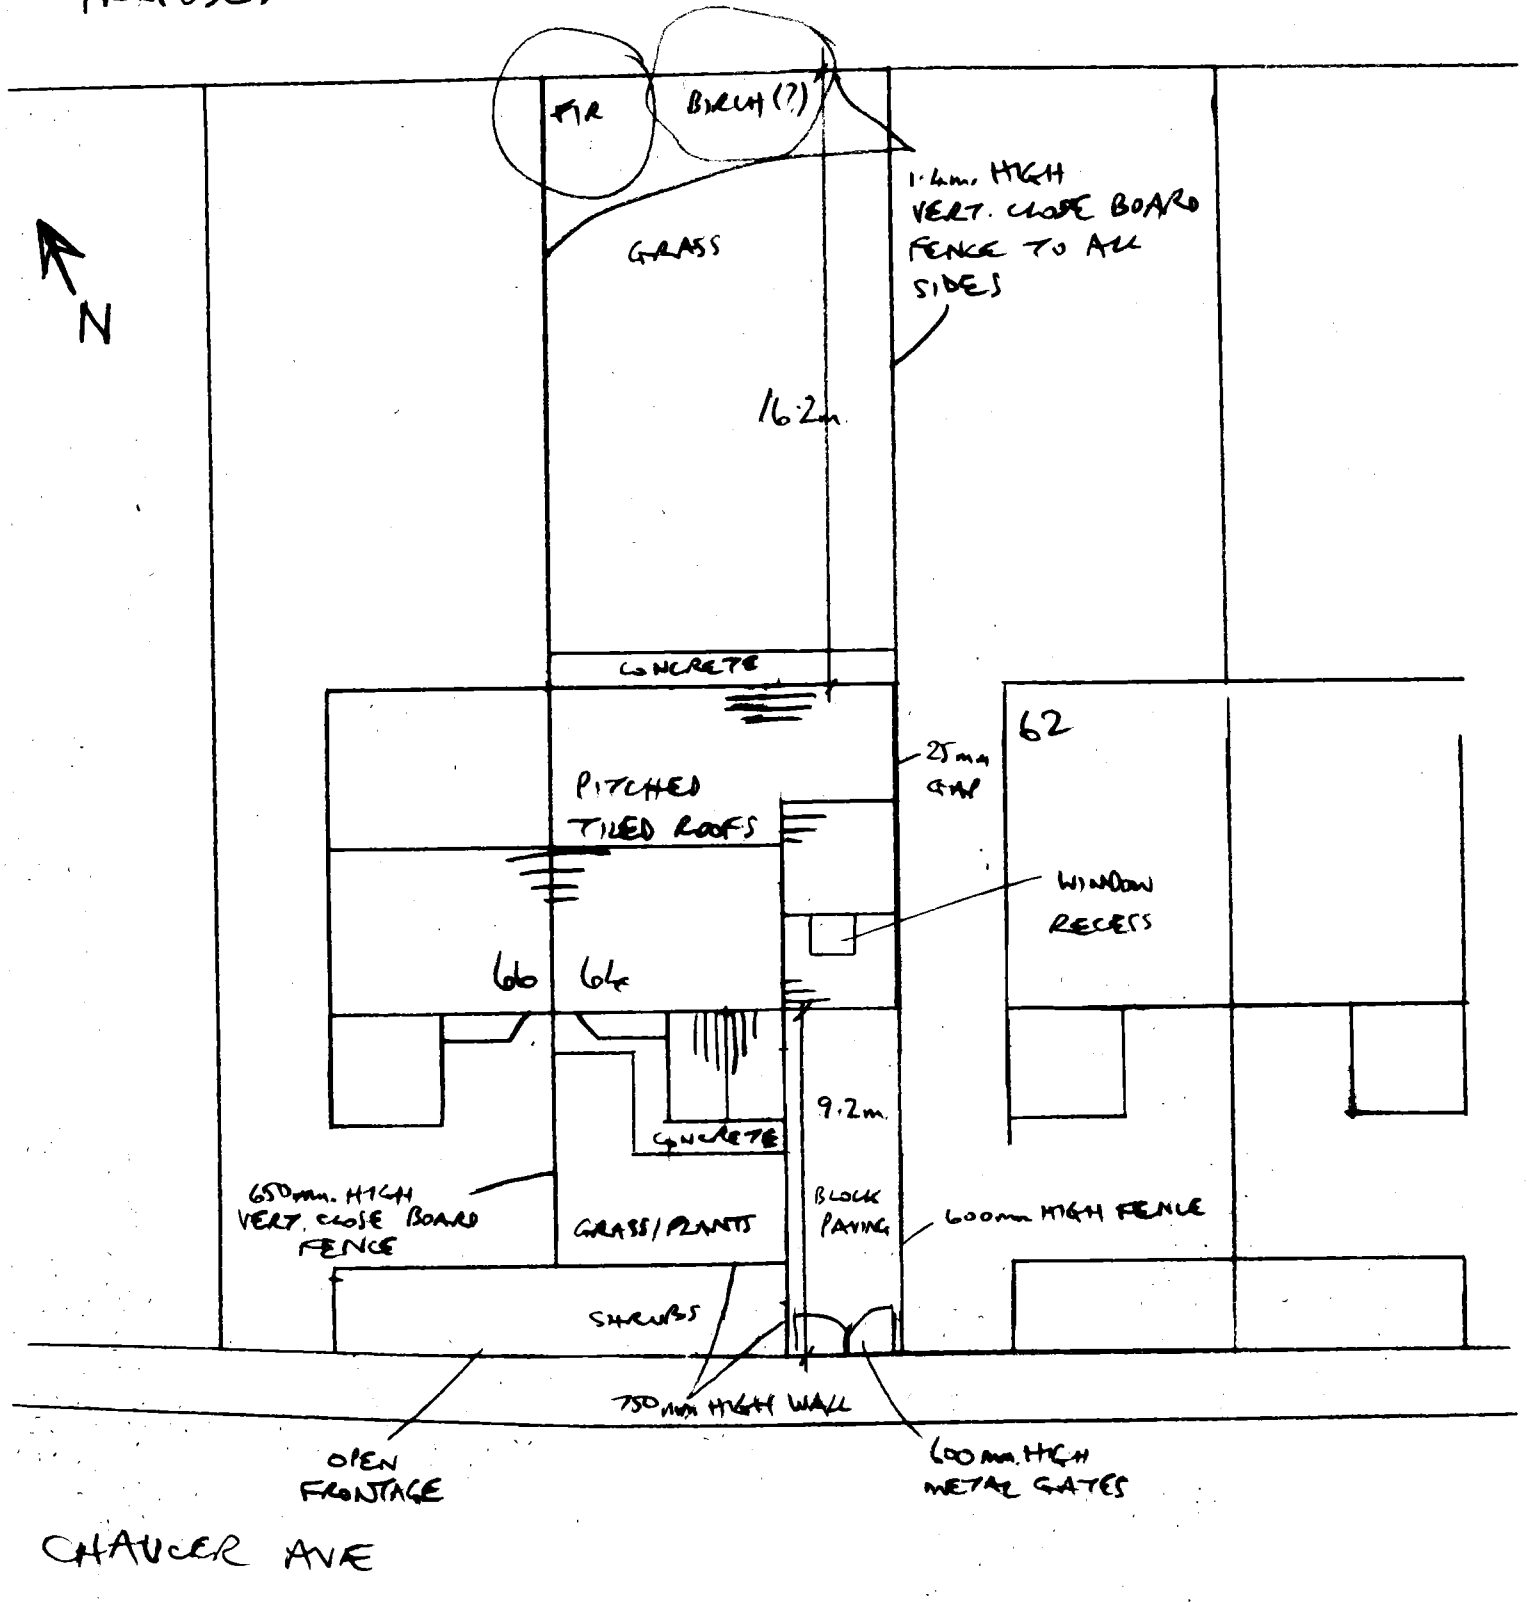 FIR
BIRCH (?)
1.4m. HIGH
VERT. CLOSE BOARD
FENCE TO ALL
SIDES
GRASS
N
16.2m.
CONCRETE
62
25mm
GAP
PITCHED
TILED ROOFS
WINDOW
RECESS
66
64
9.2m.
CONCRETE
650mm. HIGH
VERT. CLOSE BOARD
FENCE
GRASS/PLANTS
BLOCK
PAVING
600mm HIGH FENCE
SHRUBS
750mm HIGH WALL
OPEN
FRONTAGE
600mm. HIGH
METAL GATES
CHAUCER AVE